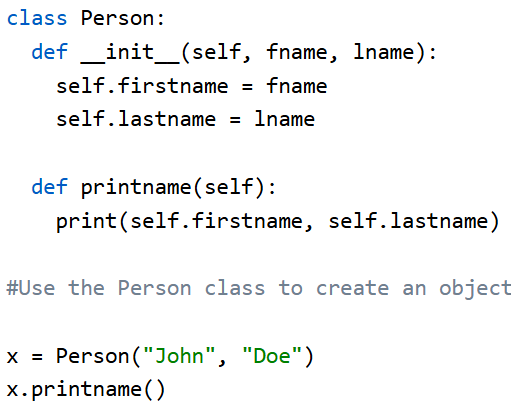 class Person:
  def __init__(self, fname, lname):
    self.firstname = fname
    self.lastname = lname

  def printname(self):
    print(self.firstname, self.lastname)

#Use the Person class to create an object

x = Person("John", "Doe")
x.printname()